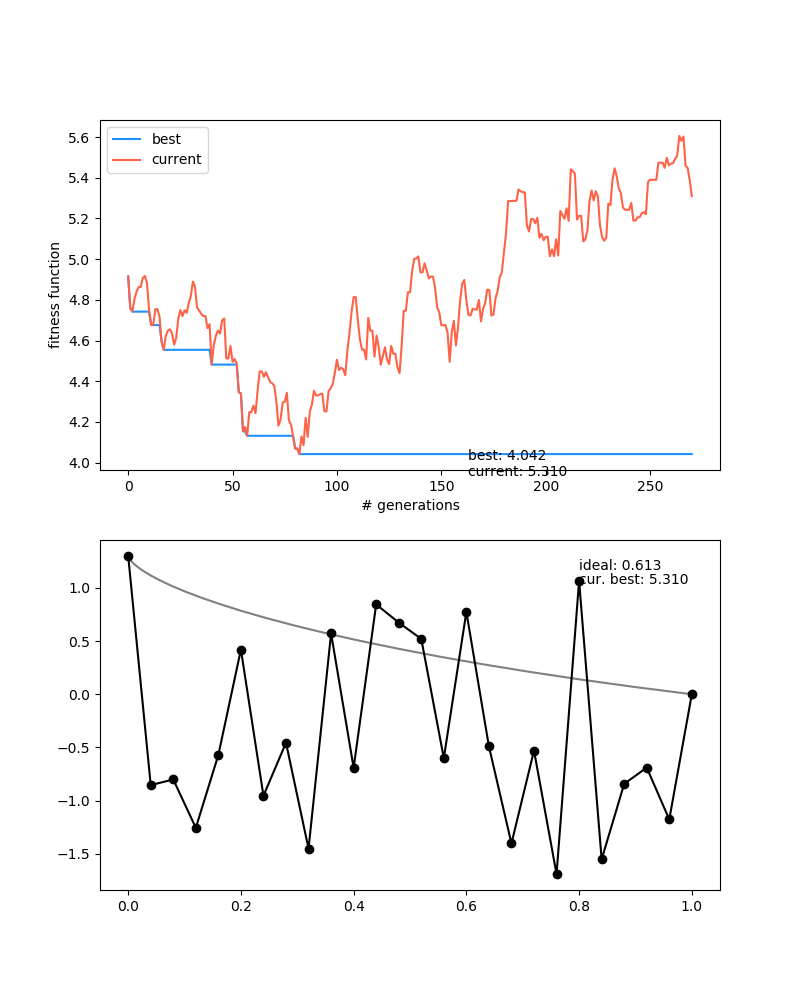 5.6
5.4
5.2
5.0
4.8
4.6
4.4
4.2
4.0
fitness function
best
current
best: 4.042
current: 5.310
0 50 100 150 200 250
# generations
1.0
0.5
0.0
−0.5
−1.0
−1.5
ideal: 0.613
cur. best: 5.310
0.0 0.2 0.4 0.6 0.8 1.0